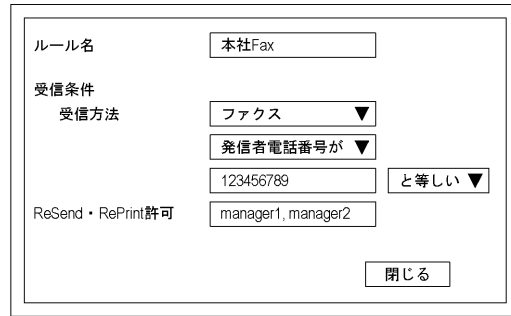 ルール名 本社Fax
受信条件
受信方法 ファクス ▼
発信者電話番号が ▼
123456789 と等しい ▼
ReSend・RePrint許可 manager1, manager2
閉じる